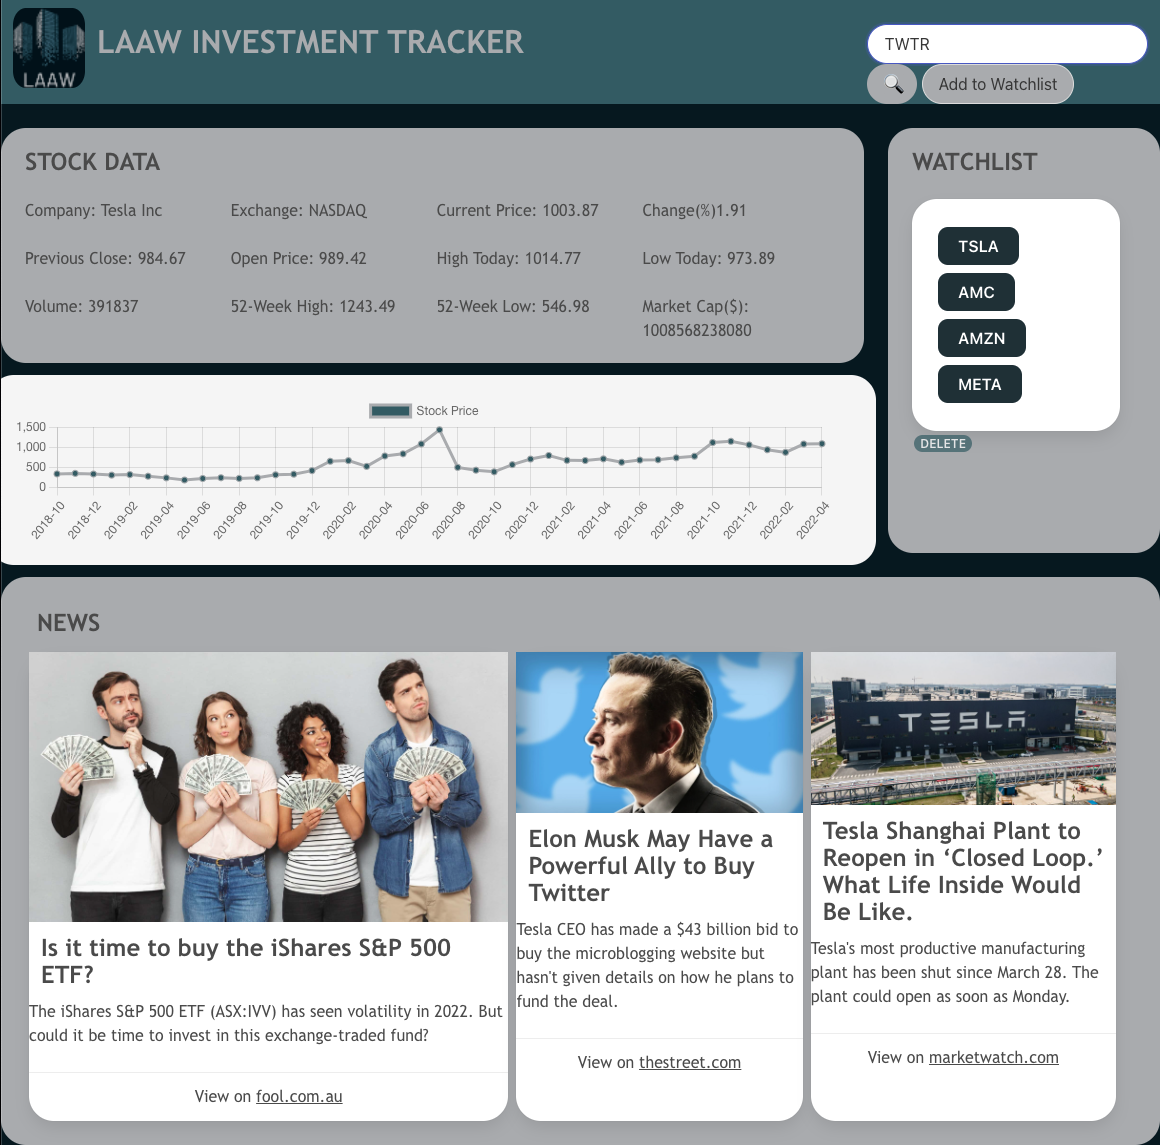 LAAW
LAAW INVESTMENT TRACKER
TWTR
Add to Watchlist
STOCK DATA
Company: Tesla Inc
Exchange: NASDAQ
Current Price: 1003.87
Change(%)1.91
Previous Close: 984.67
Open Price: 989.42
High Today: 1014.77
Low Today: 973.89
Volume: 391837
52-Week High: 1243.49
52-Week Low: 546.98
Market Cap($):
1008568238080
WATCHLIST
TSLA
AMC
AMZN
META
DELETE
Stock Price
1,500
1,000
500
0
2018-10
2018-12
2019-02
2019-04
2019-06
2019-08
2019-10
2019-12
2020-02
2020-04
2020-06
2020-08
2020-10
2020-12
2021-02
2021-04
2021-06
2021-08
2021-10
2021-12
2022-02
2022-04
NEWS
Is it time to buy the iShares S&P 500
ETF?
The iShares S&P 500 ETF (ASX:IVV) has seen volatility in 2022. But
could it be time to invest in this exchange-traded fund?
View on fool.com.au
Elon Musk May Have a
Powerful Ally to Buy
Twitter
Tesla CEO has made a $43 billion bid to
buy the microblogging website but
hasn't given details on how he plans to
fund the deal.
View on thestreet.com
TESLA
Tesla Shanghai Plant to
Reopen in ‘Closed Loop.’
What Life Inside Would
Be Like.
Tesla's most productive manufacturing
plant has been shut since March 28. The
plant could open as soon as Monday.
View on marketwatch.com